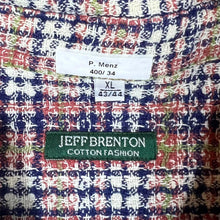 P. Menz
400/ 34
XL
43/44
JEFF BRENTON
COTTON FASHION